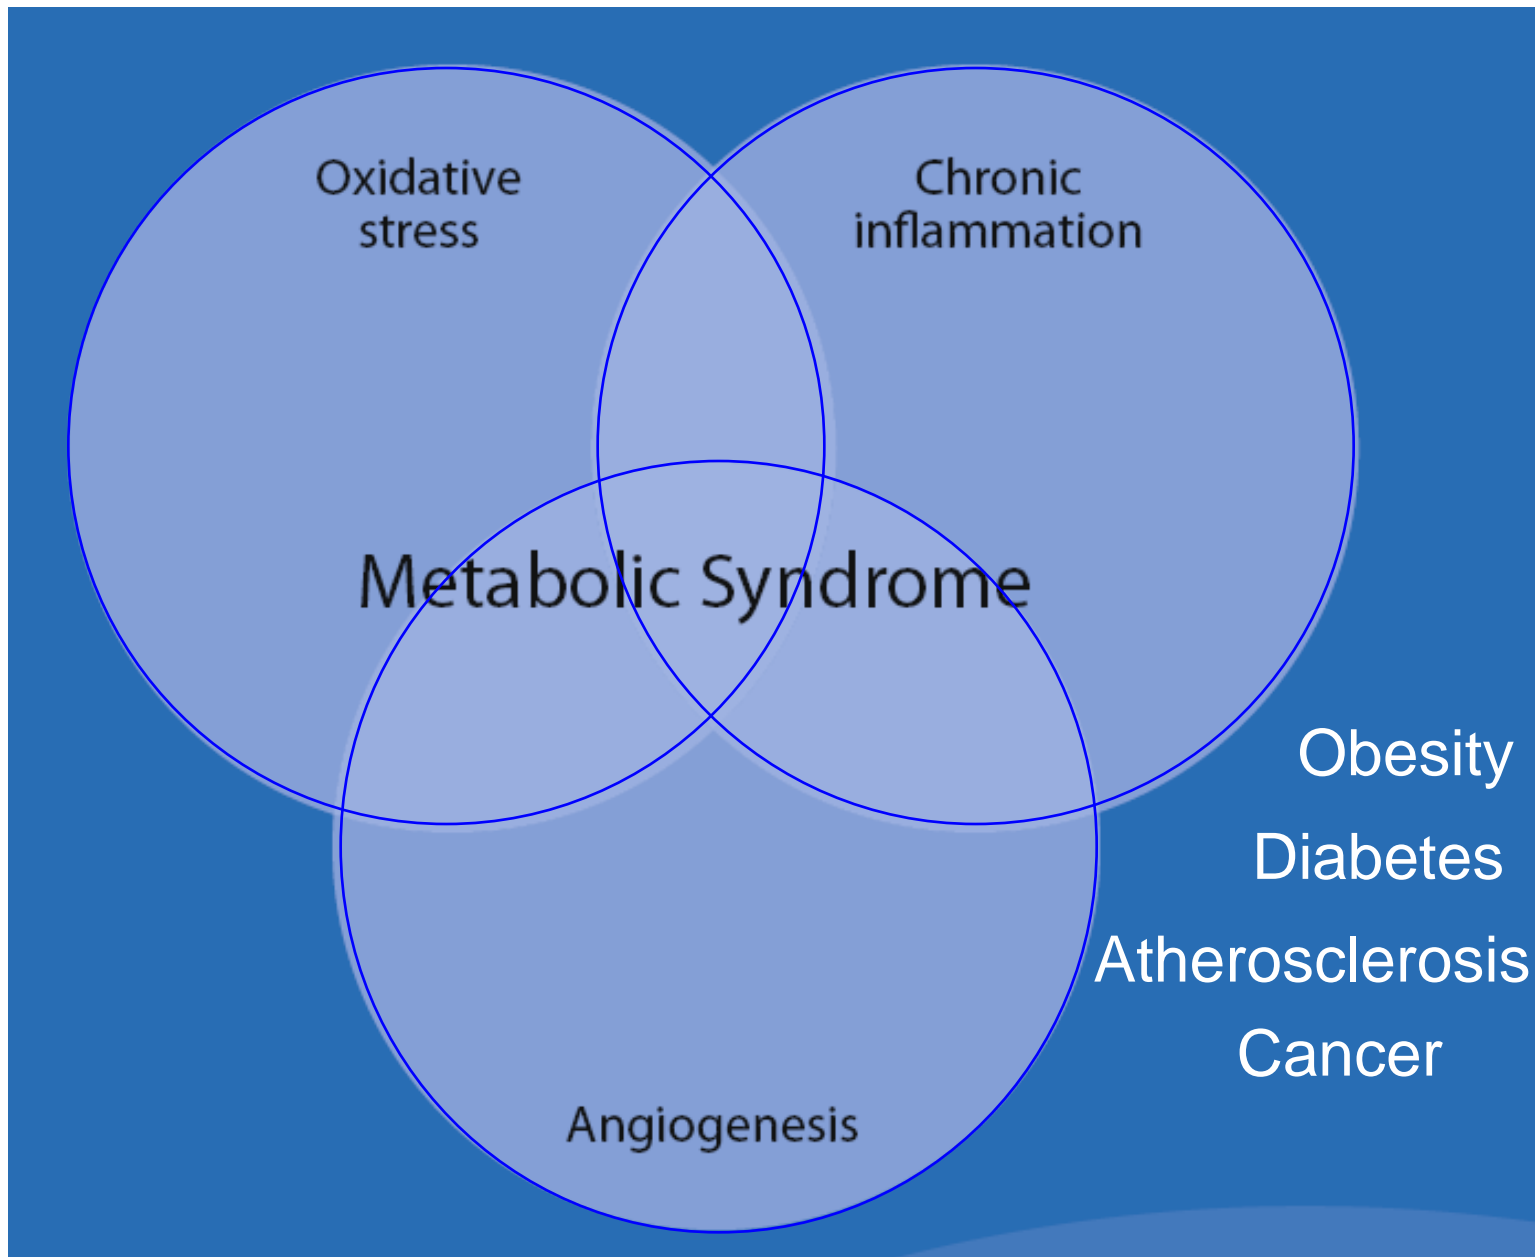 Oxidative
stress
Chronic
inflammation
Metabolic Syndrome
Obesity
Diabetes
Atherosclerosis
Cancer
Angiogenesis